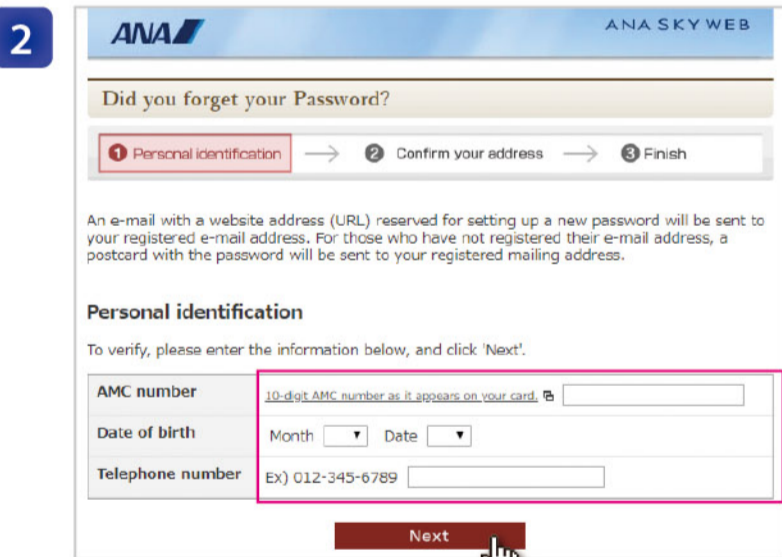 2
ANA
ANA SKY WEB
Did you forget your Password?
1 Personal identification → 2 Confirm your address → 3 Finish
An e-mail with a website address (URL) reserved for setting up a new password will be sent to
your registered e-mail address. For those who have not registered their e-mail address, a
postcard with the password will be sent to your registered mailing address.
Personal identification
To verify, please enter the information below, and click 'Next'.
AMC number 10-digit AMC number as it appears on your card.
Date of birth Month Date
Telephone number Ex) 012-345-6789
Next